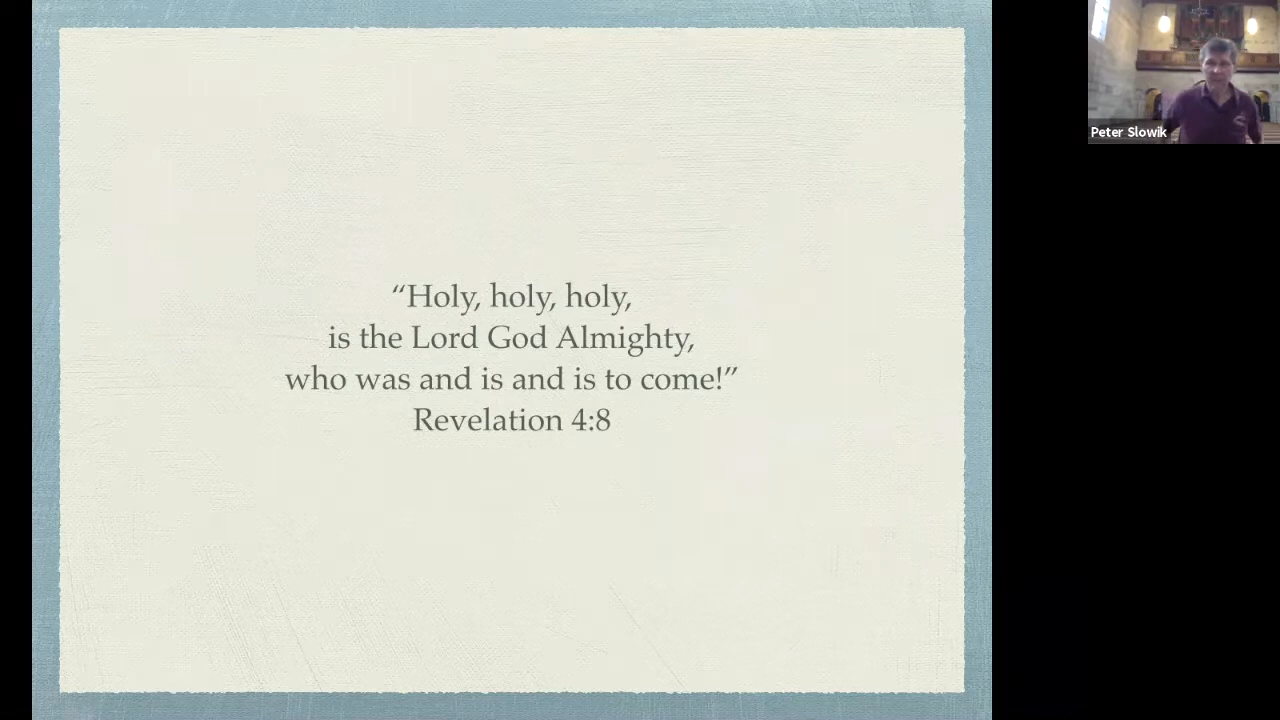 “Holy, holy, holy,
is the Lord God Almighty,
who was and is and is to come!”
Revelation 4:8
Peter Slowik